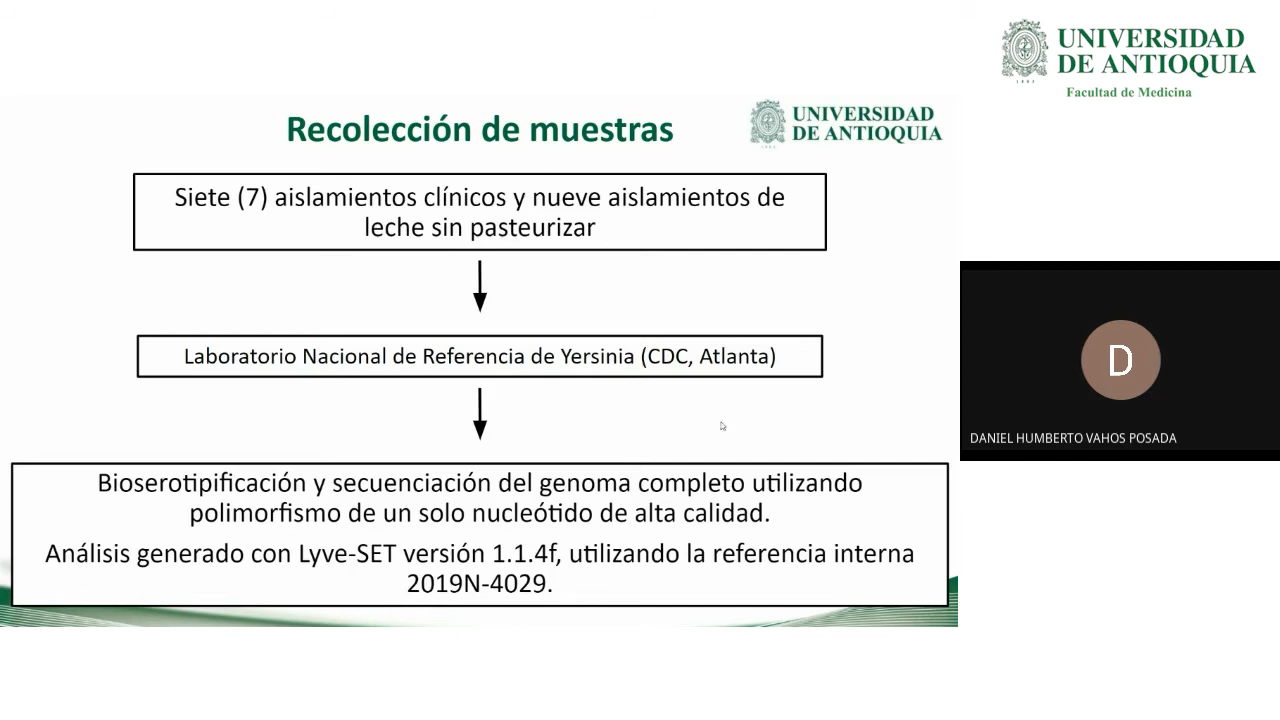 UNIVERSIDAD
DE ANTIOQUIA
1803
Facultad de Medicina
Recolección de muestras
UNIVERSIDAD
DE ANTIOQUIA
Siete (7) aislamientos clínicos y nueve aislamientos de
leche sin pasteurizar
Laboratorio Nacional de Referencia de Yersinia (CDC, Atlanta)
Bioserotipificación y secuenciación del genoma completo utilizando
polimorfismo de un solo nucleótido de alta calidad.
Análisis generado con Lyve-SET versión 1.1.4f, utilizando la referencia interna
2019N-4029.
D
DANIEL HUMBERTO VAHOS POSADA